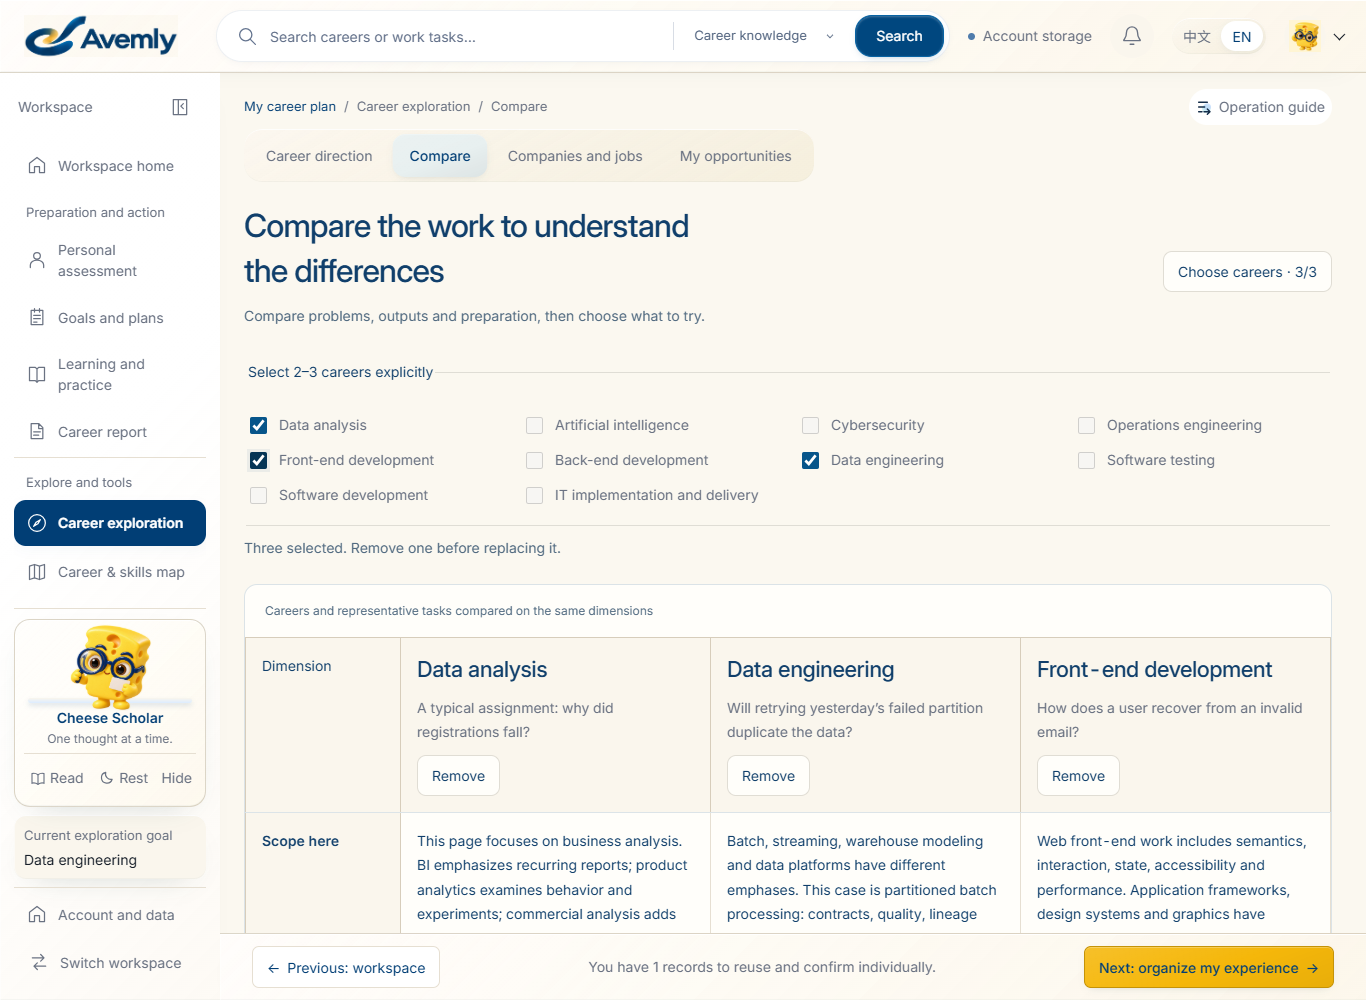 Avemly
Search careers or work tasks...
Career knowledge
Search
Account storage
中文
EN
Workspace
Workspace home
Preparation and action
Personal
assessment
Goals and plans
Learning and
practice
Career report
Explore and tools
Career exploration
Career & skills map
Cheese Scholar
One thought at a time.
Read
Rest
Hide
Current exploration goal
Data engineering
Account and data
Switch workspace
My career plan / Career exploration / Compare
Operation guide
Career direction
Compare
Companies and jobs
My opportunities
Compare the work to understand
the differences
Choose careers · 3/3
Compare problems, outputs and preparation, then choose what to try.
Select 2–3 careers explicitly
Data analysis
Artificial intelligence
Cybersecurity
Operations engineering
Front-end development
Back-end development
Data engineering
Software testing
Software development
IT implementation and delivery
Three selected. Remove one before replacing it.
Careers and representative tasks compared on the same dimensions
Dimension
Data analysis
A typical assignment: why did
registrations fall?
Remove
Data engineering
Will retrying yesterday's failed partition
duplicate the data?
Remove
Front-end development
How does a user recover from an invalid
email?
Remove
Scope here
This page focuses on business analysis.
BI emphasizes recurring reports; product
analytics examines behavior and
experiments; commercial analysis adds
Batch, streaming, warehouse modeling
and data platforms have different
emphases. This case is partitioned batch
processing: contracts, quality, lineage
Web front-end work includes semantics,
interaction, state, accessibility and
performance. Application frameworks,
design systems and graphics have
← Previous: workspace
You have 1 records to reuse and confirm individually.
Next: organize my experience →